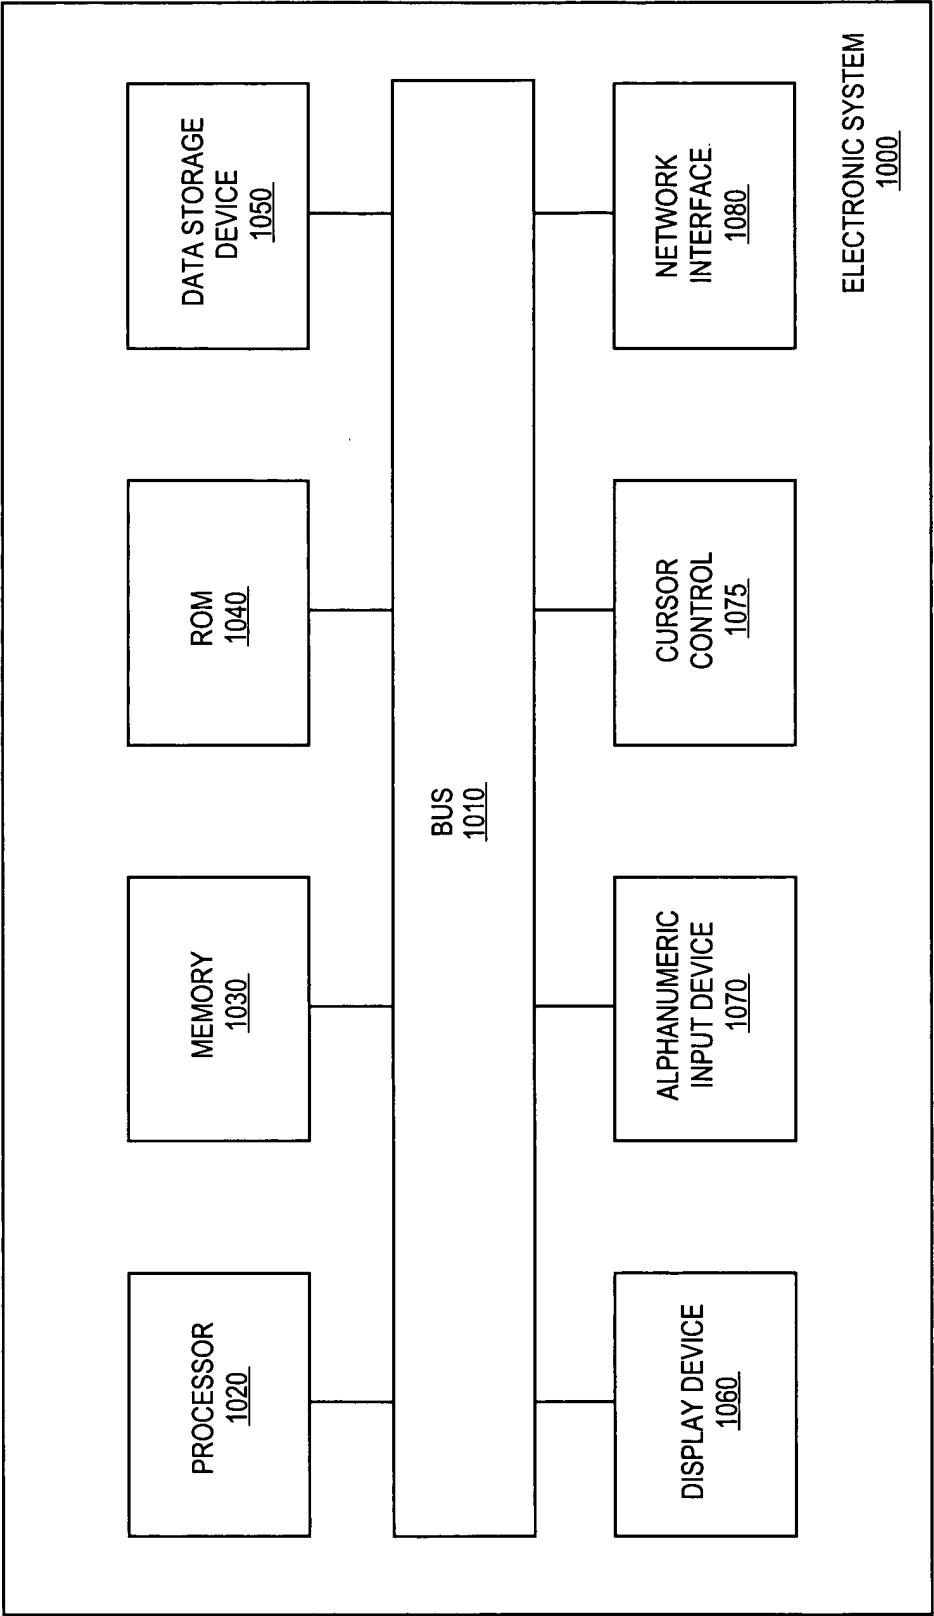 PROCESSOR
1020
MEMORY
1030
ROM
1040
DATA STORAGE
DEVICE
1050
BUS
1010
DISPLAY DEVICE
1060
ALPHANUMERIC
INPUT DEVICE
1070
CURSOR
CONTROL
1075
NETWORK
INTERFACE
1080
ELECTRONIC SYSTEM
1000